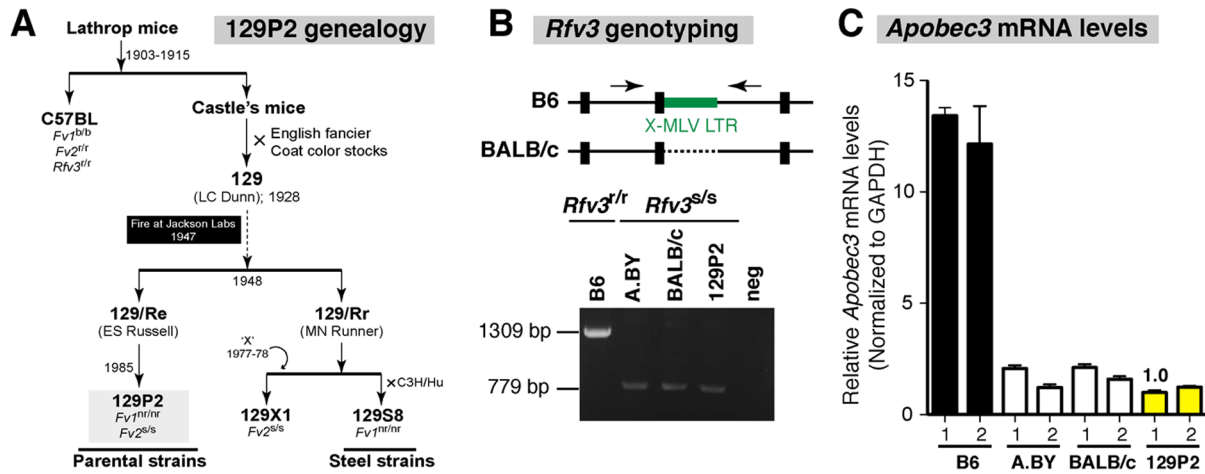 A
129P2 genealogy
Lathrop mice
1903-1915
C57BL
Fv1b/b
Fv2r/r
Rfv3r/r
Castle's mice
English fancier
Coat color stocks
129
(LC Dunn); 1928
Fire at Jackson Labs
1947
1948
129/Re
(ES Russell)
129/Rr
(MN Runner)
'X'
1977-78
1985
×C3H/Hu
129P2
Fv1nr/nr
Fv2s/s
129X1
Fv2s/s
129S8
Fv1nr/nr
Parental strains
Steel strains
B
Rfv3 genotyping
B6
X-MLV LTR
BALB/c
Rfv3r/r
Rfv3s/s
B6
A.BY
BALB/c
129P2
neg
1309 bp
779 bp
C
Apobec3 mRNA levels
Relative Apobec3 mRNA levels
(Normalized to GAPDH)
15
10
5
0
1.0
1 2 1 2 1 2 1 2
B6 A.BY BALB/c 129P2